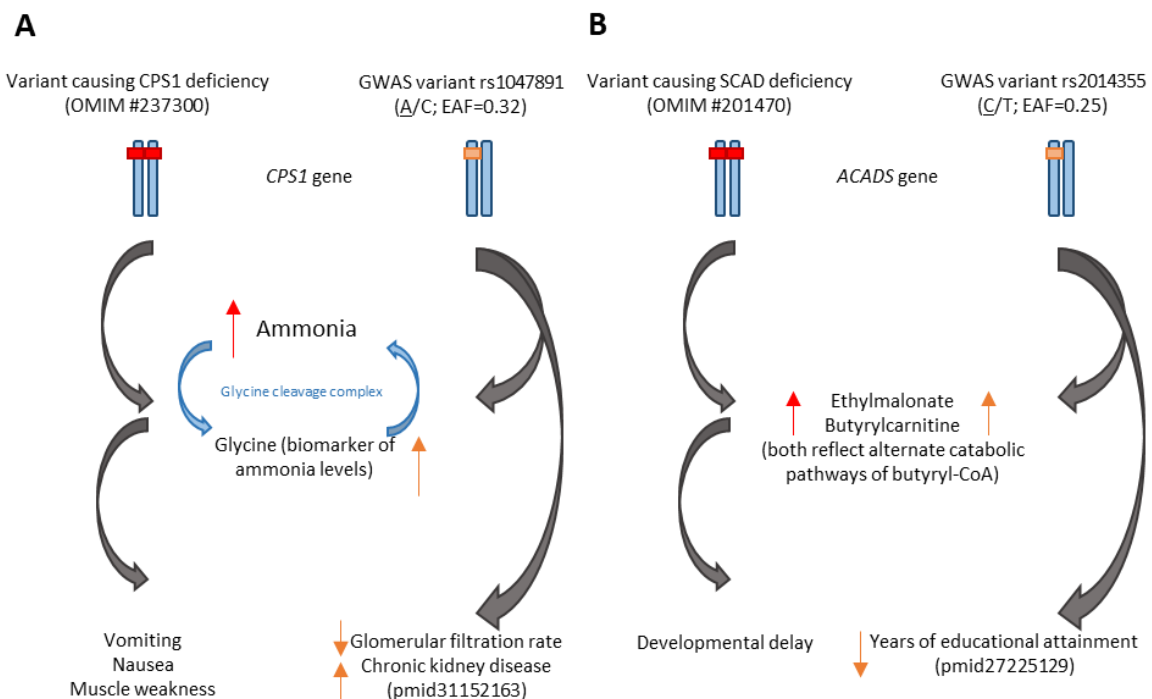 A
Variant causing CPS1 deficiency
(OMIM #237300)
GWAS variant rs1047891
(A/C; EAF=0.32)
CPS1 gene
Ammonia
Glycine cleavage complex
Glycine (biomarker of
ammonia levels)
Vomiting
Nausea
Muscle weakness
Glomerular filtration rate
Chronic kidney disease
(pmid31152163)
B
Variant causing SCAD deficiency
(OMIM #201470)
GWAS variant rs2014355
(C/T; EAF=0.25)
ACADS gene
Ethylmalonate
Butyrylcarnitine
(both reflect alternate catabolic
pathways of butyryl-CoA)
Developmental delay
Years of educational attainment
(pmid27225129)